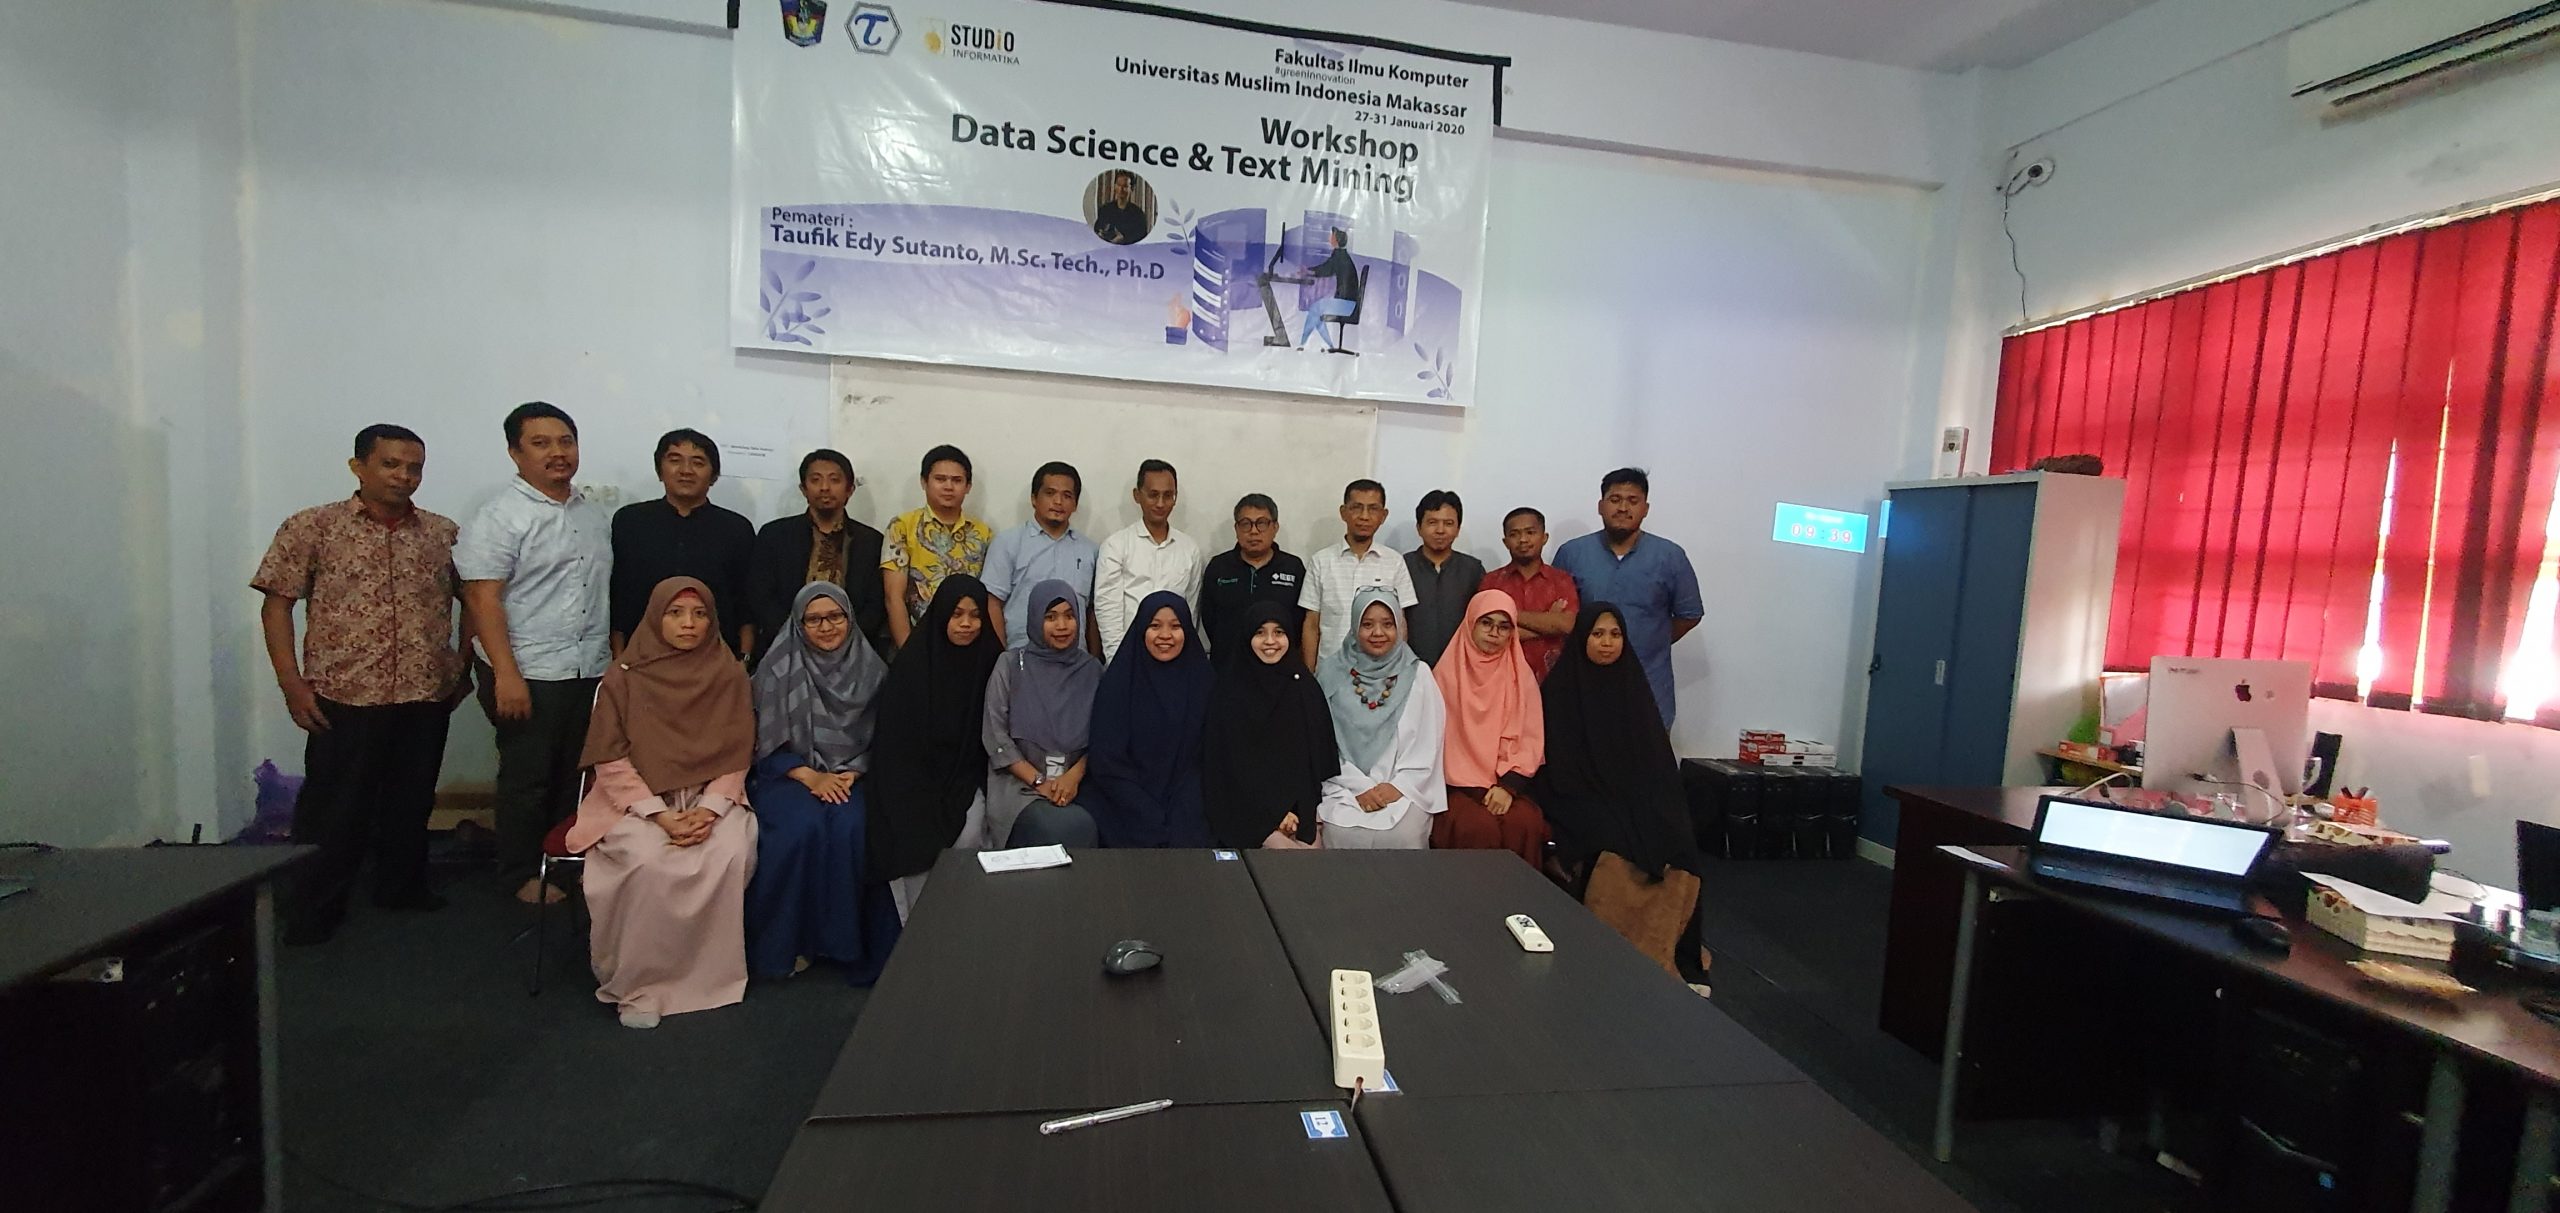 STUDiO
INFORMATIKA
Fakultas Ilmu Komputer
#greeninnovation
Universitas Muslim Indonesia Makassar
27-31 Januari 2020
Workshop
Data Science & Text Mining
Pemateri :
Taufik Edy Sutanto, M.Sc. Tech., Ph.D
09:39